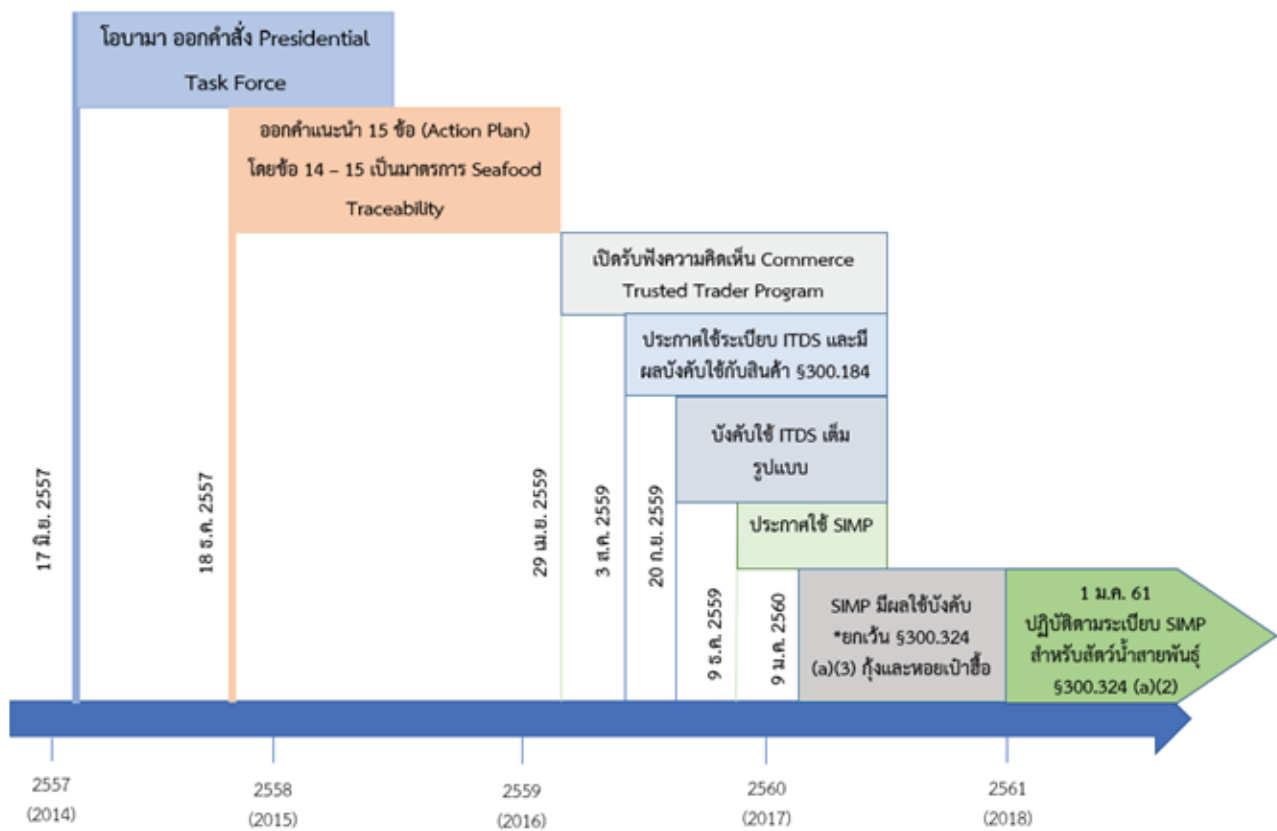 โอบามา ออกคำสั่ง Presidential
Task Force
ออกคำแนะนำ 15 ข้อ (Action Plan)
โดยข้อ 14 – 15 เป็นมาตรการ Seafood
Traceability
เปิดรับฟังความคิดเห็น Commerce
Trusted Trader Program
ประกาศใช้ระเบียบ ITDS และมี
ผลบังคับใช้กับสินค้า §300.184
บังคับใช้ ITDS เต็ม
รูปแบบ
ประกาศใช้ SIMP
SIMP มีผลใช้บังคับ
*ยกเว้น §300.324
(a)(3) กุ้งและหอยเป๋าฮื้อ
1 ม.ค. 61
ปฏิบัติตามระเบียบ SIMP
สำหรับสัตว์น้ำสายพันธุ์
§300.324 (a)(2)
17 มิ.ย. 2557
18 ธ.ค. 2557
29 เม.ย. 2559
3 ส.ค. 2559
20 ก.ย. 2559
9 ธ.ค. 2559
9 ม.ค. 2560
2557
(2014)
2558
(2015)
2559
(2016)
2560
(2017)
2561
(2018)